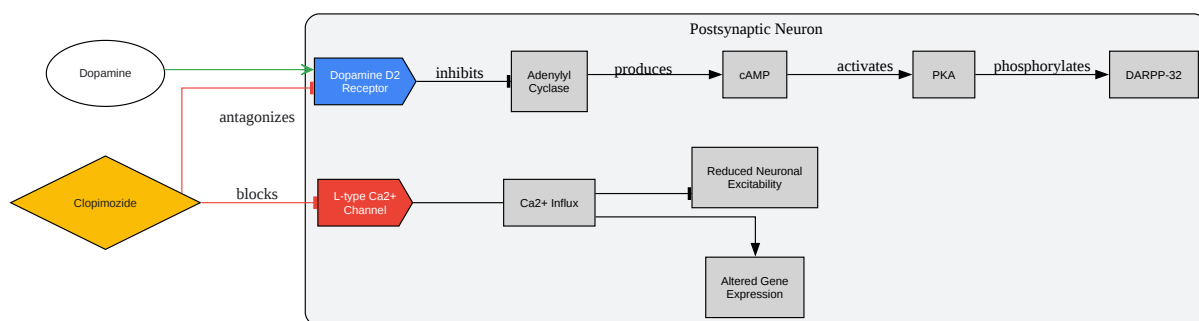 Postsynaptic Neuron
Dopamine
Dopamine D2
Receptor
inhibits
Adenylyl
Cyclase
produces
cAMP
activates
PKA
phosphorylates
DARPP-32
antagonizes
Clopimozide
blocks
L-type Ca2+
Channel
Ca2+ Influx
Reduced Neuronal
Excitability
Altered Gene
Expression